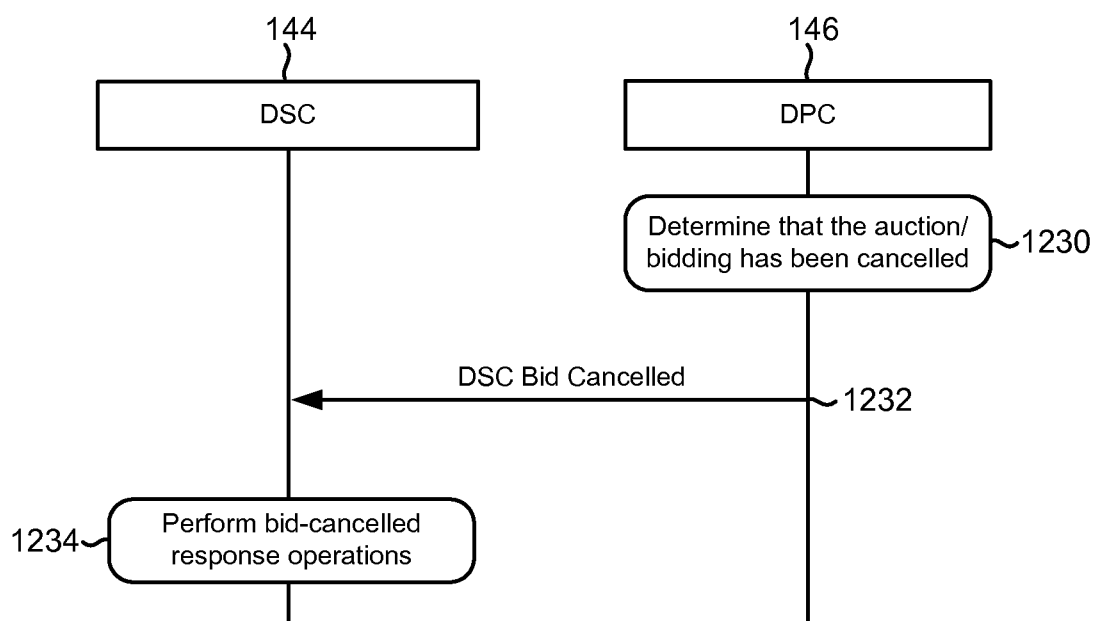 144
146
DSC
DPC
Determine that the auction/
bidding has been cancelled
1230
DSC Bid Cancelled
1232
Perform bid-cancelled
response operations
1234